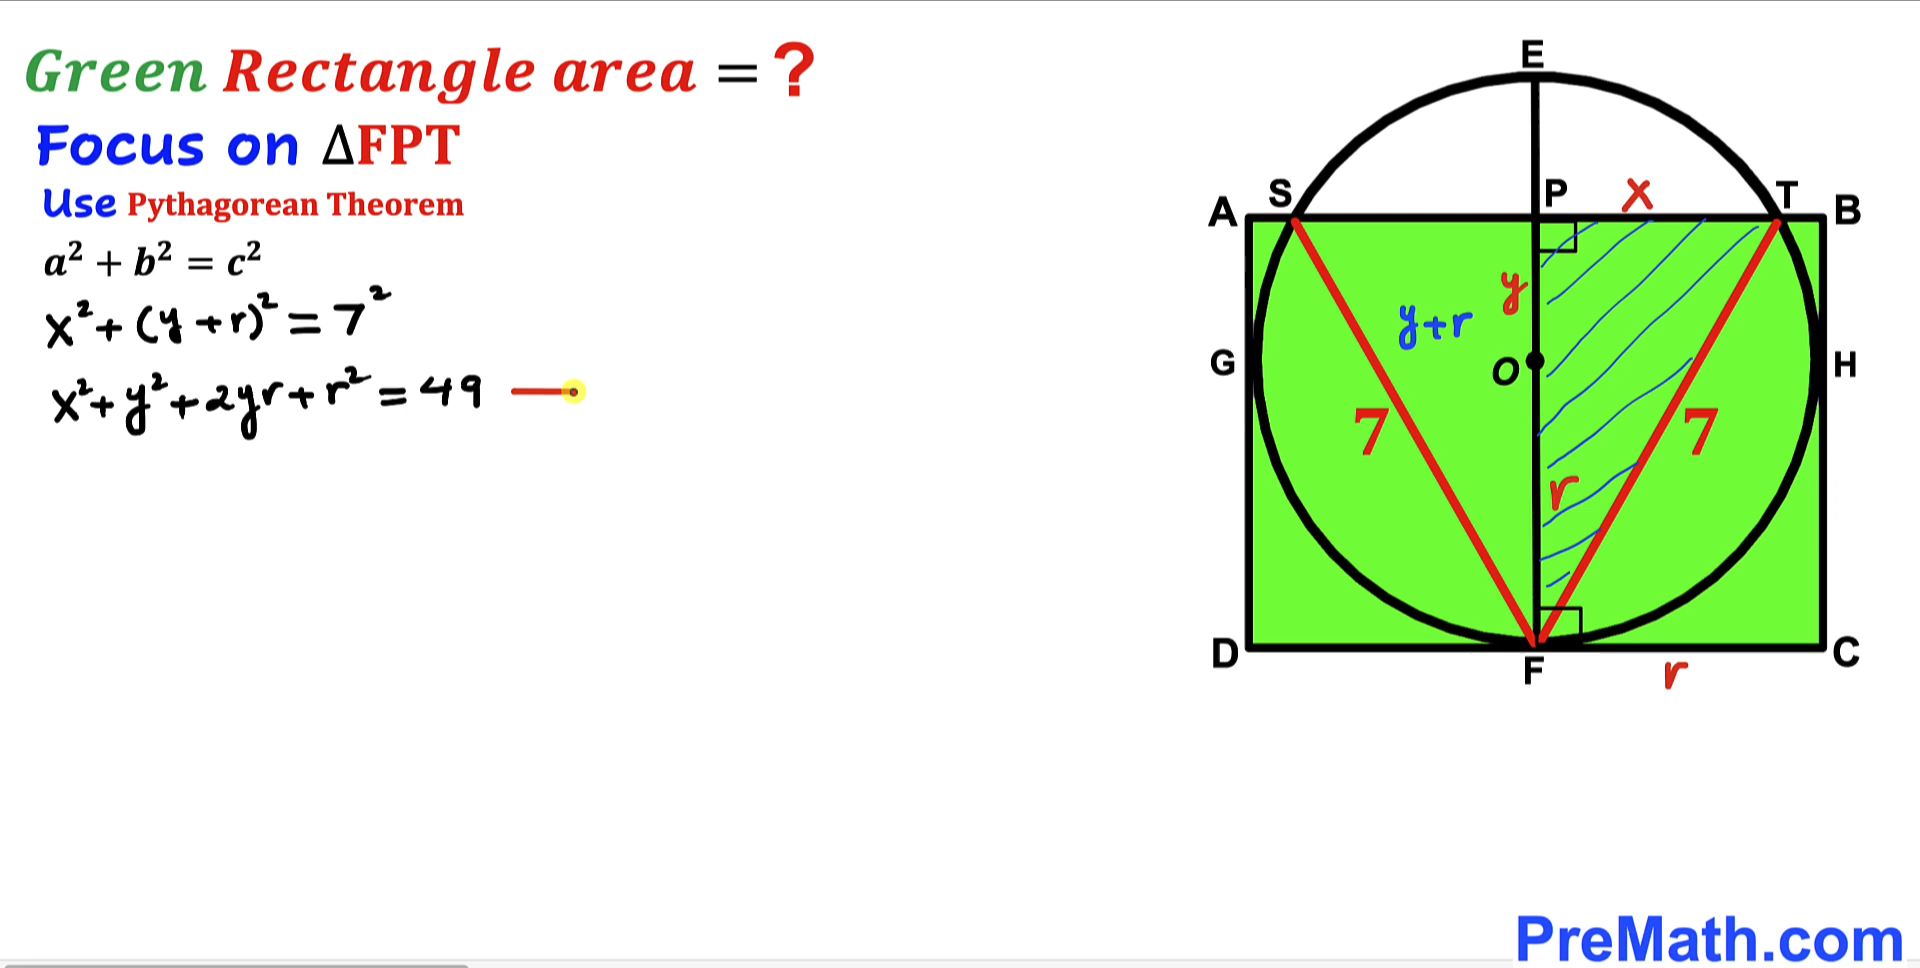 Green Rectangle area = ?
Focus on ΔFPT
Use Pythagorean Theorem
a² + b² = c²
x² + (y + r)² = 7²
x² + y² + 2yr + r² = 49
E
A
S
P
x
T
B
y
y+r
G
O
H
7
7
r
D
F
r
C
PreMath.com